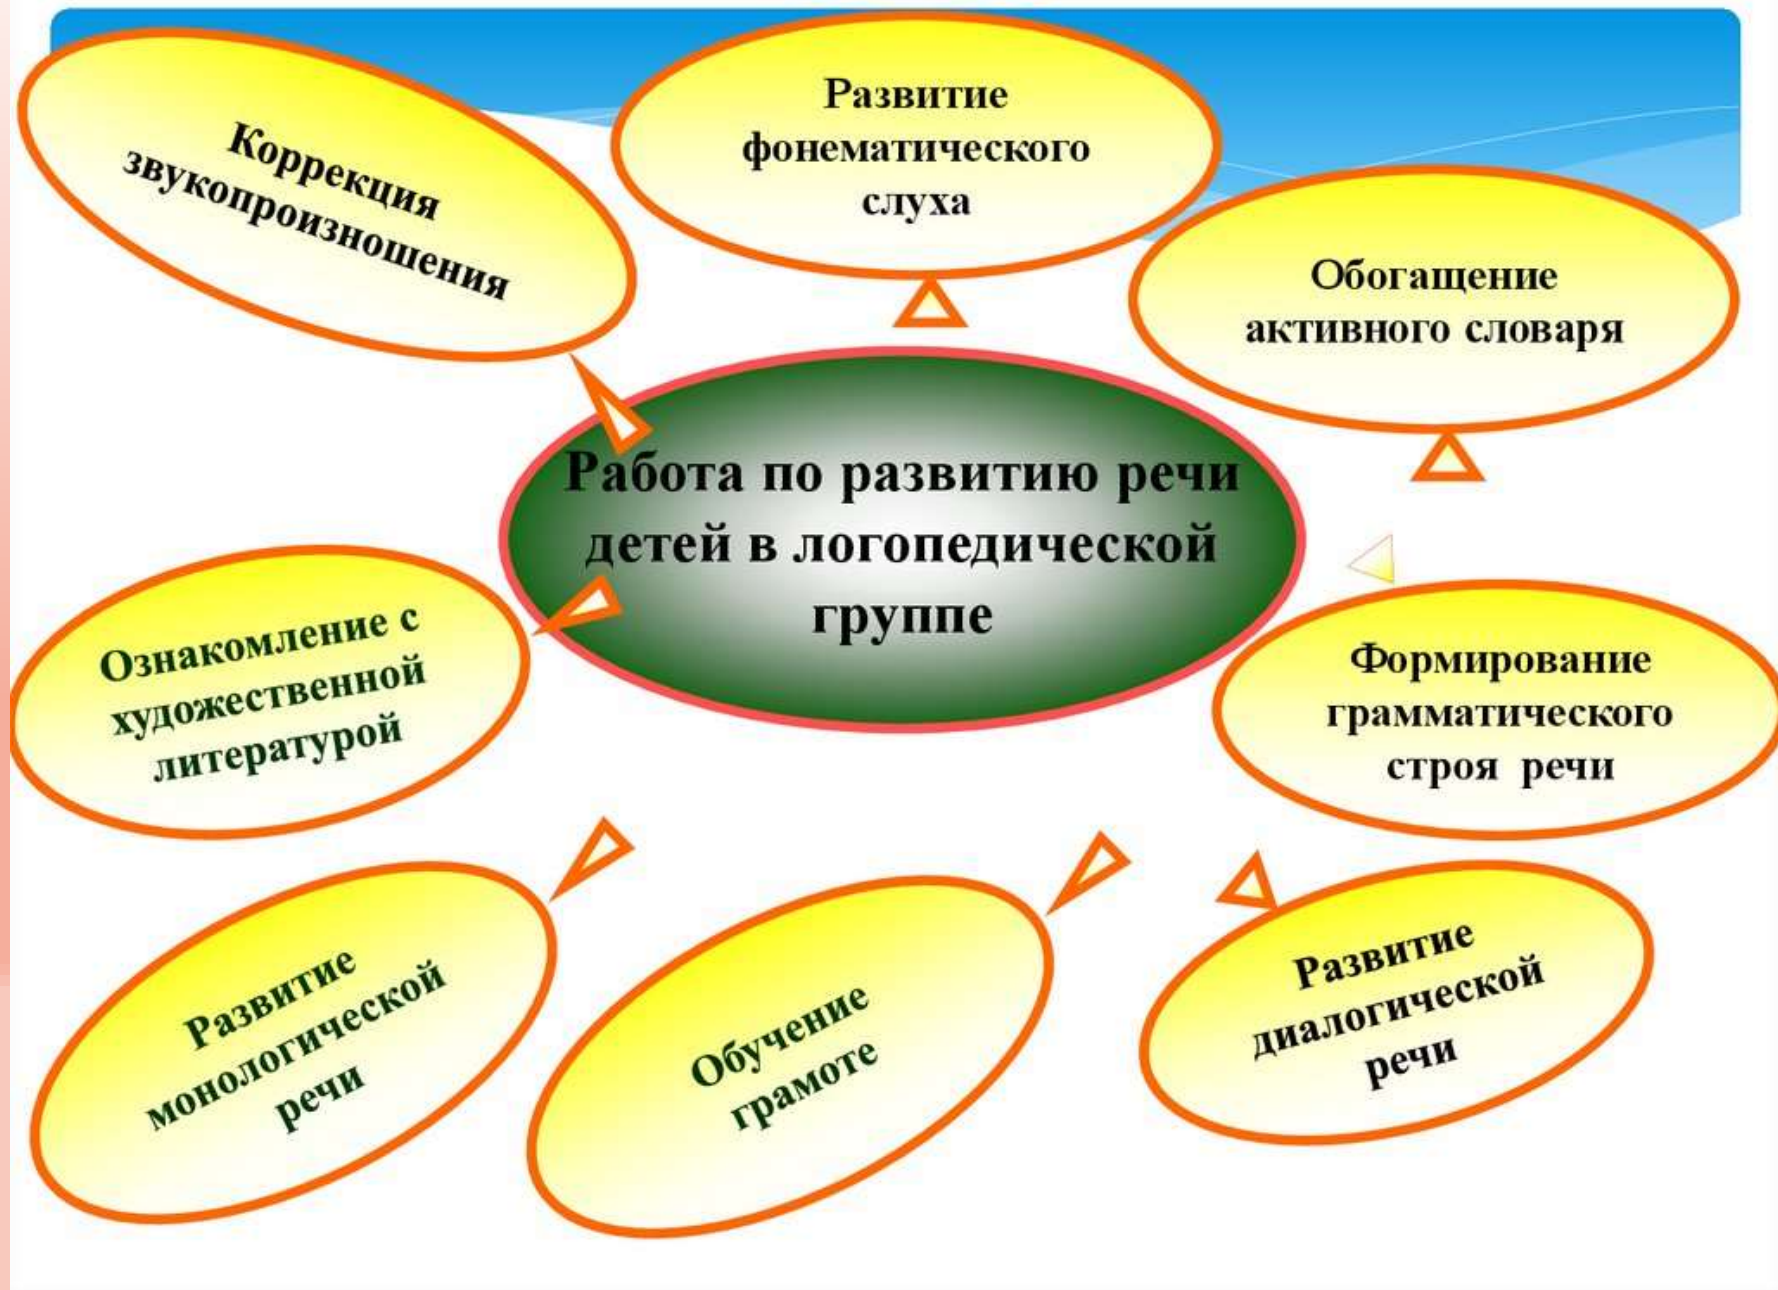 Коррекция
звукопроизношения
Развитие
фонематического
слуха
Обогащение
активного словаря
Работа по развитию речи
детей в логопедической
группе
Ознакомление с
художественной
литературой
Формирование
грамматического
строя речи
Развитие
монологической
речи
Обучение
грамоте
Развитие
диалогической
речи